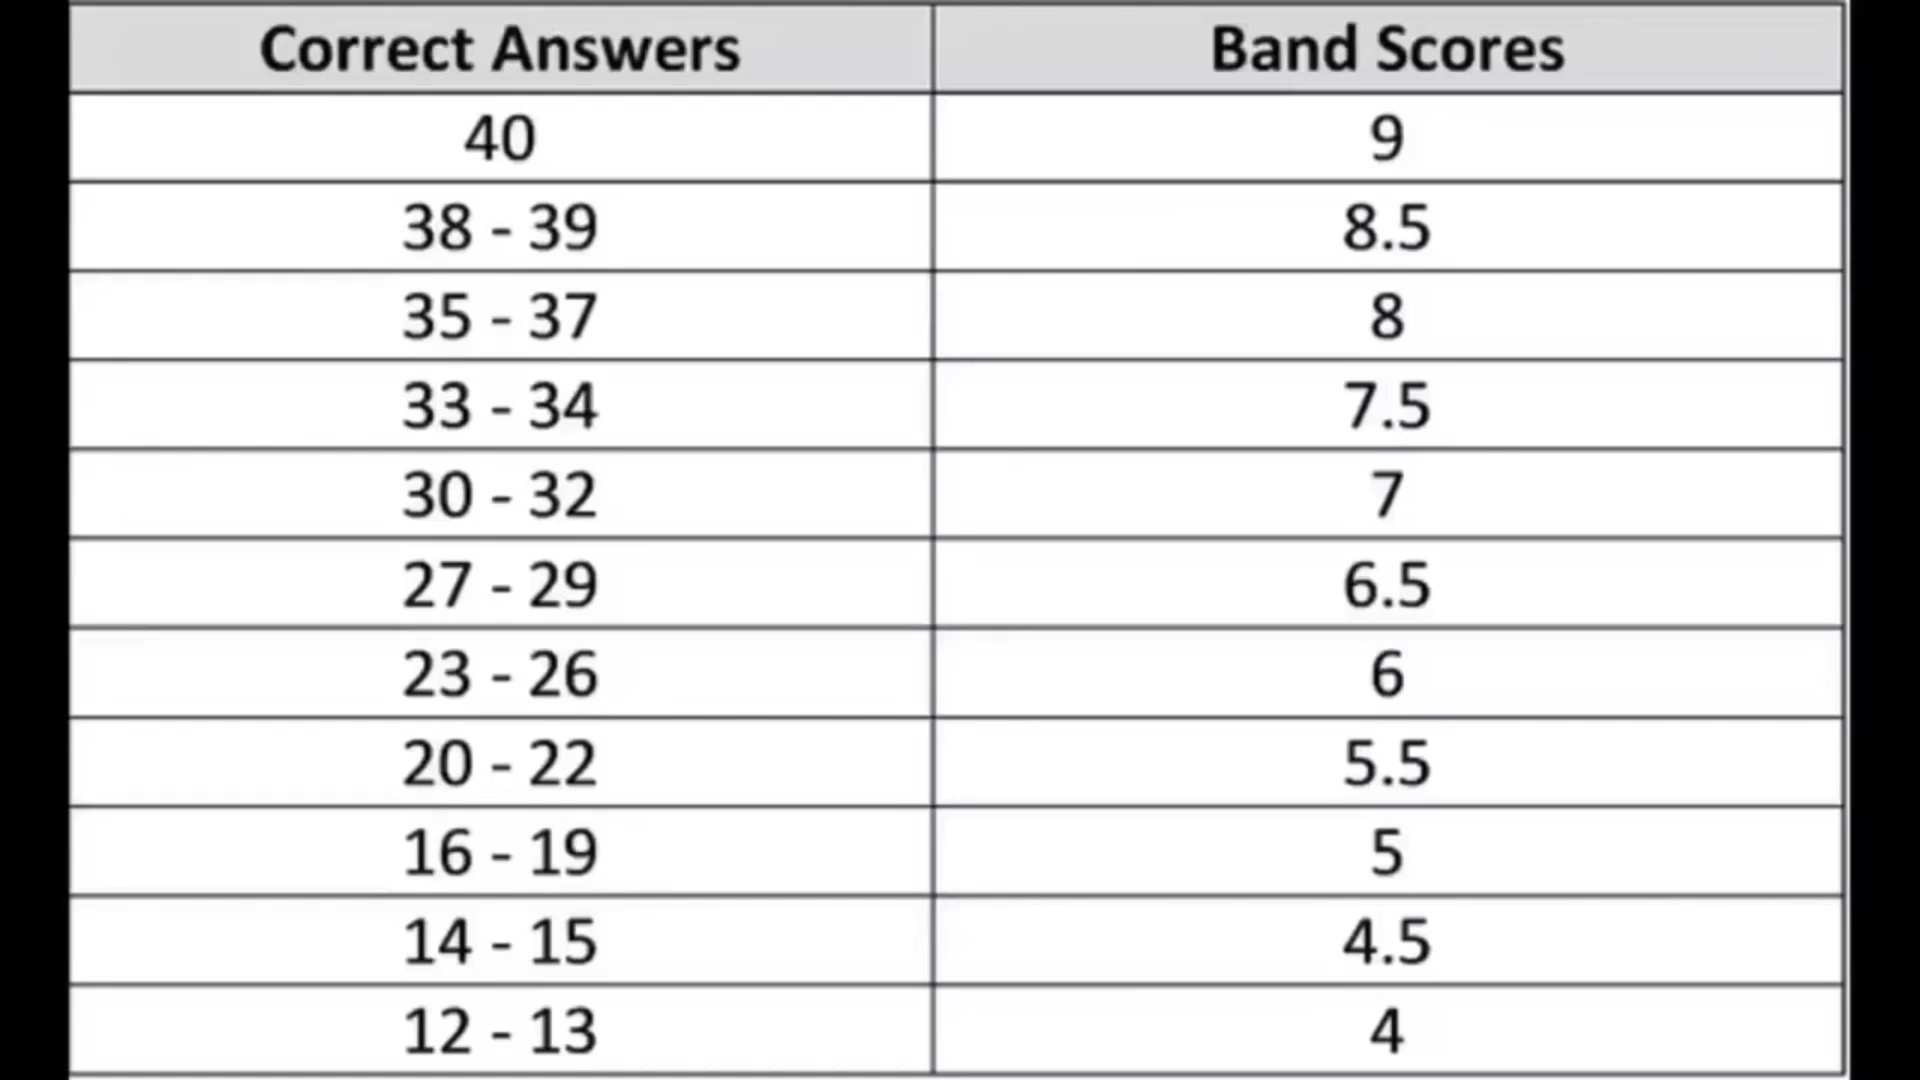 Correct Answers Band Scores
40 9
38 - 39 8.5
35 - 37 8
33 - 34 7.5
30 - 32 7
27 - 29 6.5
23 - 26 6
20 - 22 5.5
16 - 19 5
14 - 15 4.5
12 - 13 4